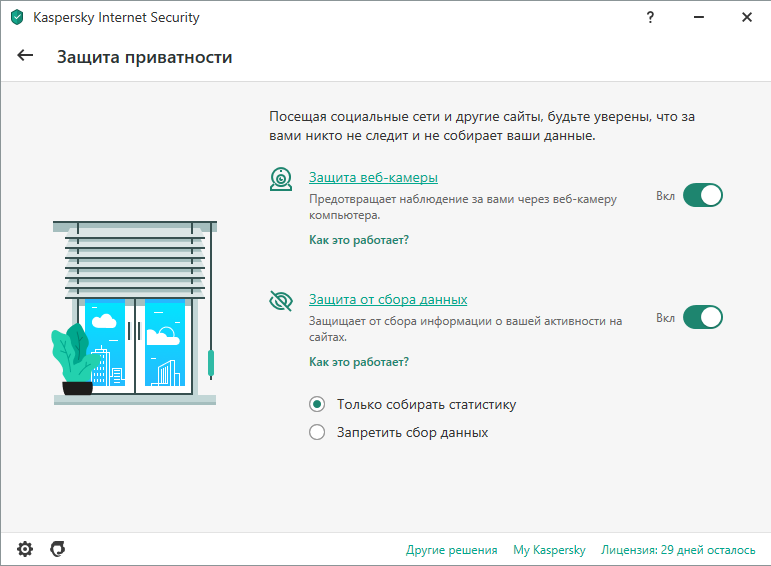 Kaspersky Internet Security
?
Защита приватности
Посещая социальные сети и другие сайты, будьте уверены, что за
вами никто не следит и не собирает ваши данные.
Защита веб-камеры
Предотвращает наблюдение за вами через веб-камеру
компьютера.
Вкл
Как это работает?
Защита от сбора данных
Защищает от сбора информации о вашей активности на
сайтах.
Вкл
Как это работает?
Только собирать статистику
Запретить сбор данных
Другие решения
My Kaspersky
Лицензия: 29 дней осталось